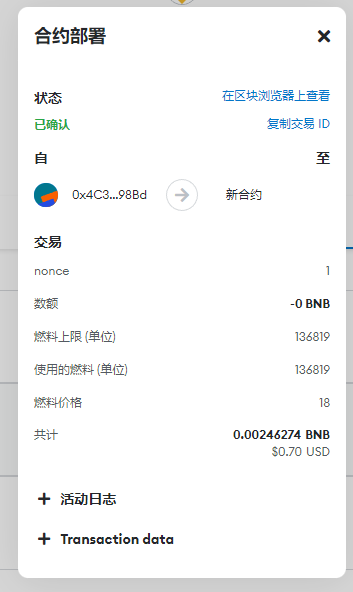 合约部署
状态
在区块浏览器上查看
已确认
复制交易 ID
自
至
0x4C3...98Bd
新合约
交易
nonce
1
数额
-0 BNB
燃料上限 (单位)
136819
使用的燃料 (单位)
136819
燃料价格
18
共计
0.00246274 BNB
$0.70 USD
活动日志
Transaction data